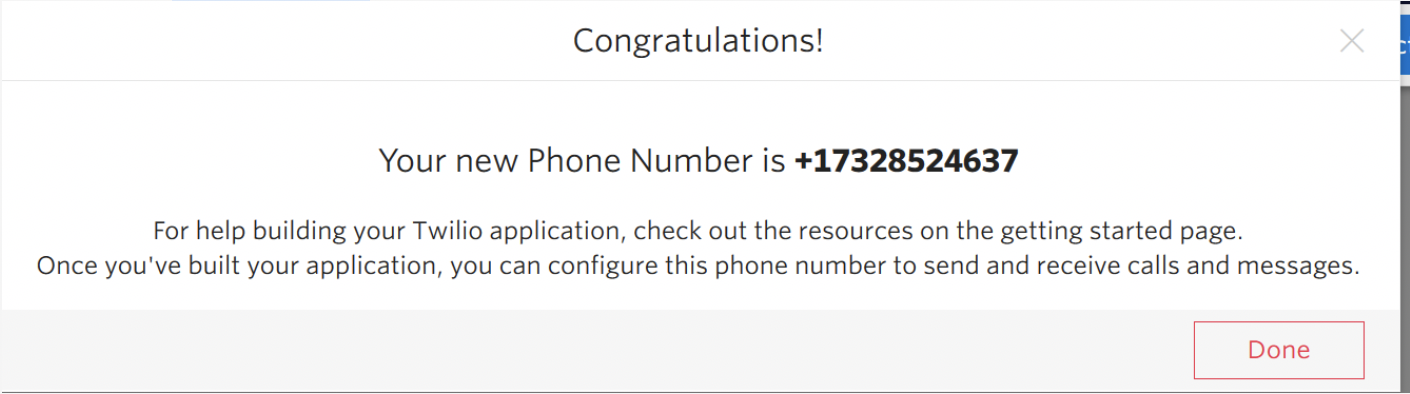 Congratulations!
Your new Phone Number is +17328524637
For help building your Twilio application, check out the resources on the getting started page.
Once you've built your application, you can configure this phone number to send and receive calls and messages.
Done